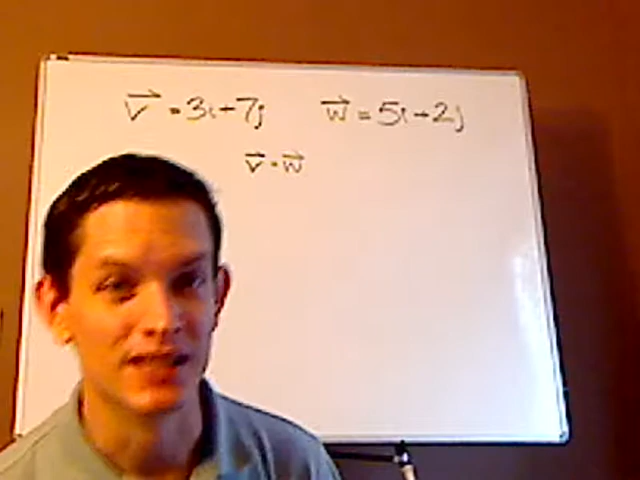 v⃗ = 3i + 7j w⃗ = 5i + 2j
v⃗ · w⃗